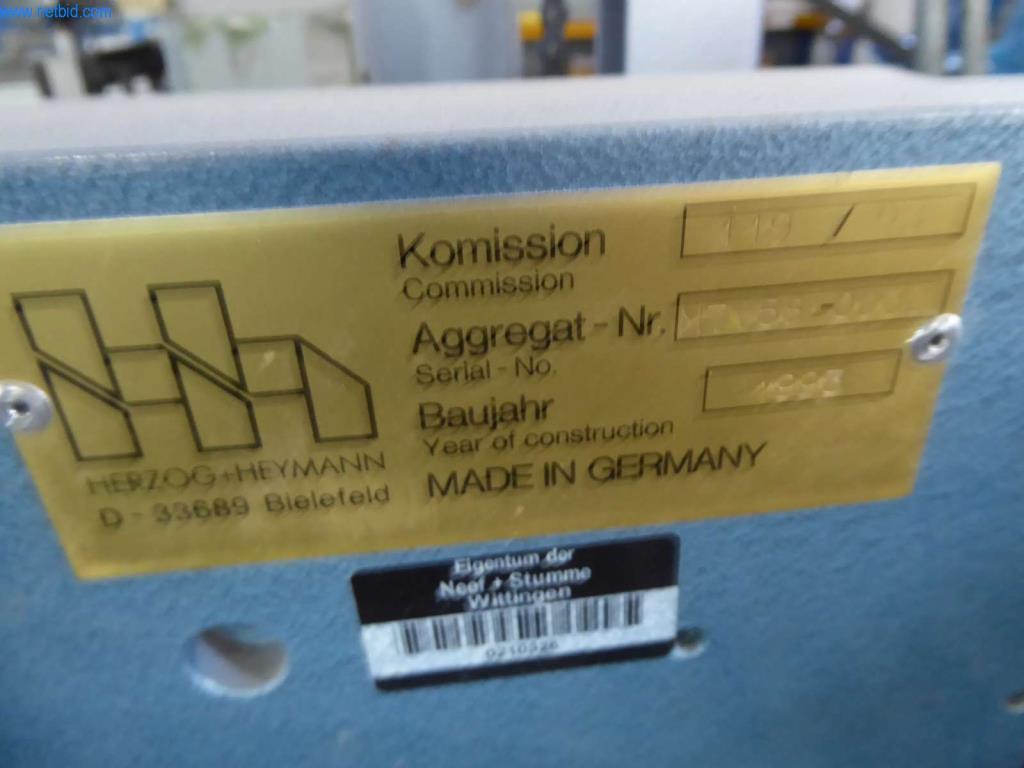 www.netbid.com
Komission
Commission
119 /
Aggregat - Nr.
Serial - No.
Baujahr
Year of construction
MADE IN GERMANY
HERZOG+HEYMANN
D - 33689 Bielefeld
Eigentum der
Neef + Stumme
Wittingen
0210326